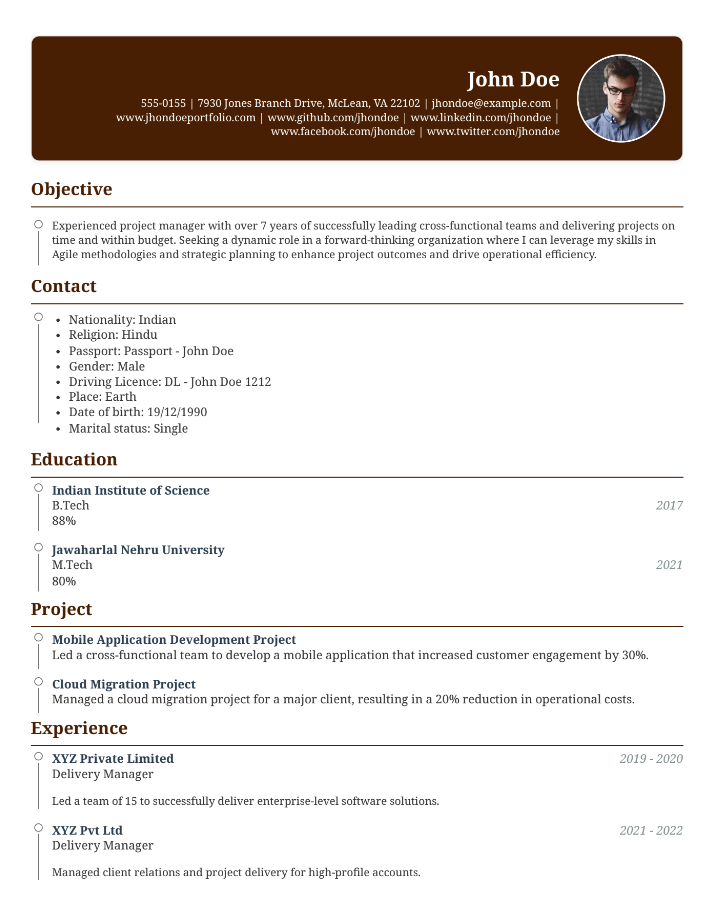 John Doe
555-0155 | 7930 Jones Branch Drive, McLean, VA 22102 | jhondoe@example.com |
www.jhondoeportfolio.com | www.github.com/jhondoe | www.linkedin.com/jhondoe |
www.facebook.com/jhondoe | www.twitter.com/jhondoe
Objective
Experienced project manager with over 7 years of successfully leading cross-functional teams and delivering projects on
time and within budget. Seeking a dynamic role in a forward-thinking organization where I can leverage my skills in
Agile methodologies and strategic planning to enhance project outcomes and drive operational efficiency.
Contact
• Nationality: Indian
• Religion: Hindu
• Passport: Passport - John Doe
• Gender: Male
• Driving Licence: DL - John Doe 1212
• Place: Earth
• Date of birth: 19/12/1990
• Marital status: Single
Education
Indian Institute of Science
B.Tech 2017
88%
Jawaharlal Nehru University
M.Tech 2021
80%
Project
Mobile Application Development Project
Led a cross-functional team to develop a mobile application that increased customer engagement by 30%.
Cloud Migration Project
Managed a cloud migration project for a major client, resulting in a 20% reduction in operational costs.
Experience
XYZ Private Limited 2019 - 2020
Delivery Manager
Led a team of 15 to successfully deliver enterprise-level software solutions.
XYZ Pvt Ltd 2021 - 2022
Delivery Manager
Managed client relations and project delivery for high-profile accounts.